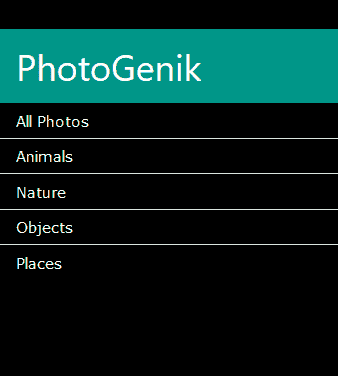 PhotoGenik
All Photos
Animals
Nature
Objects
Places